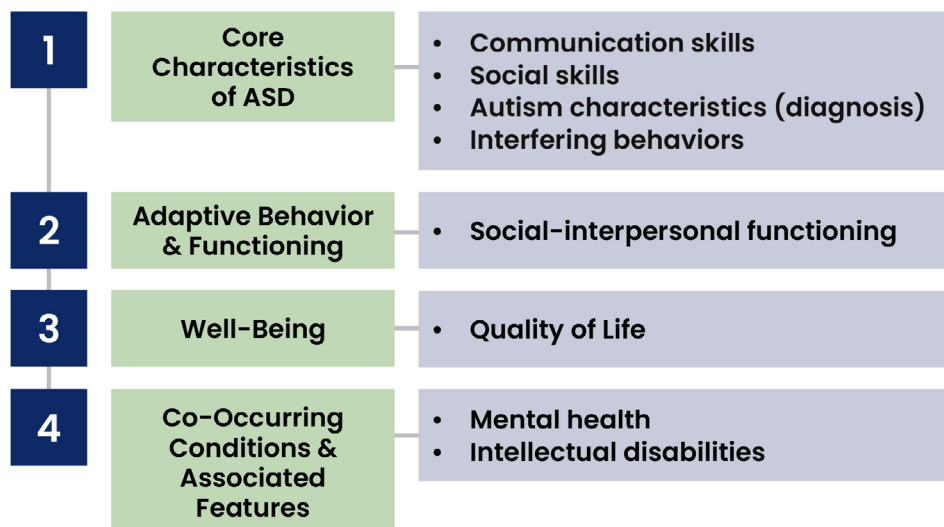 1
Core
Characteristics
of ASD
• Communication skills
• Social skills
• Autism characteristics (diagnosis)
• Interfering behaviors
2
Adaptive Behavior
& Functioning
• Social-interpersonal functioning
3
Well-Being
• Quality of Life
4
Co-Occurring
Conditions &
Associated
Features
• Mental health
• Intellectual disabilities